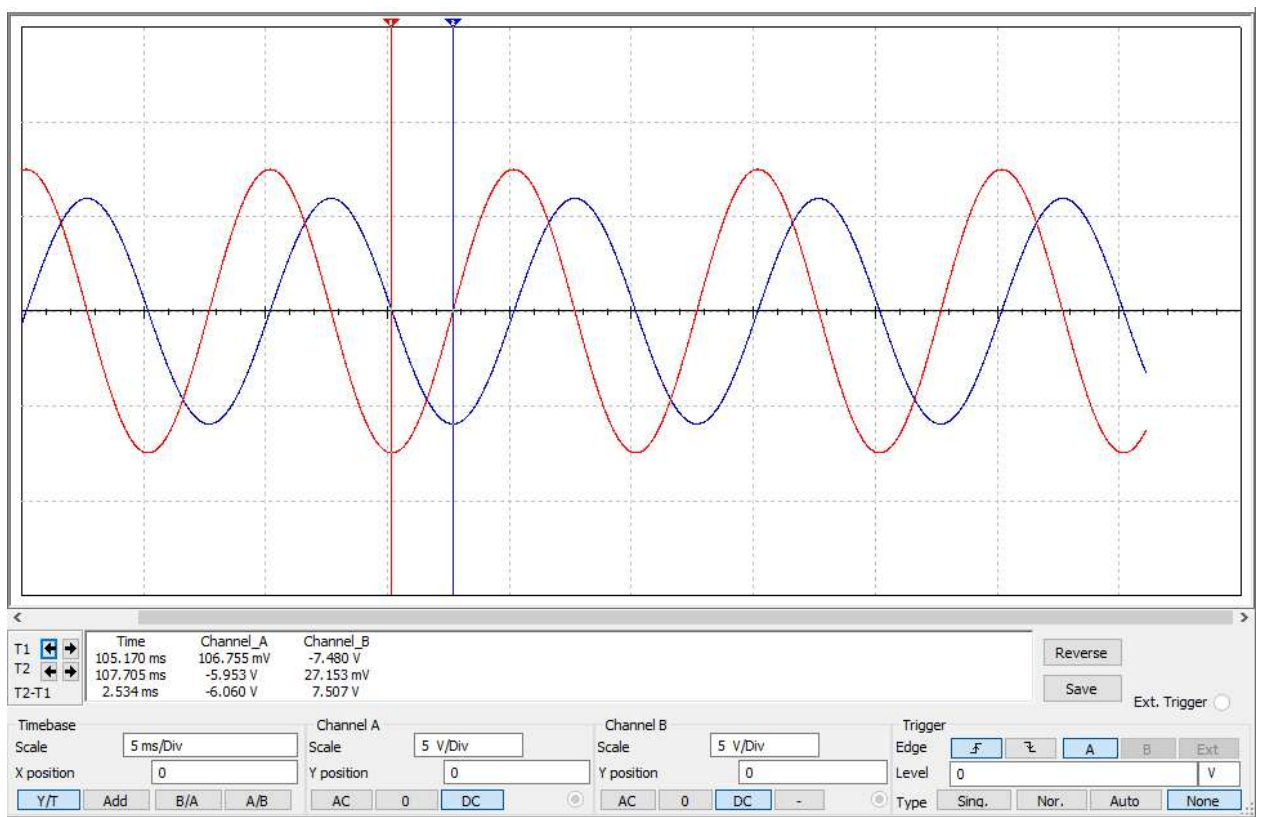 1 2
T1 Time Channel_A Channel_B
105.170 ms 106.755 mV -7.480 V
T2 107.705 ms -5.953 V 27.153 mV
T2-T1 2.534 ms -6.060 V 7.507 V
Reverse
Save
Ext. Trigger
Timebase Channel A Channel B Trigger
Scale 5 ms/Div Scale 5 V/Div Scale 5 V/Div Edge A B Ext
X position 0 Y position 0 Y position 0 Level 0 V
Y/T Add B/A A/B AC 0 DC AC 0 DC - Type Sing. Nor. Auto None